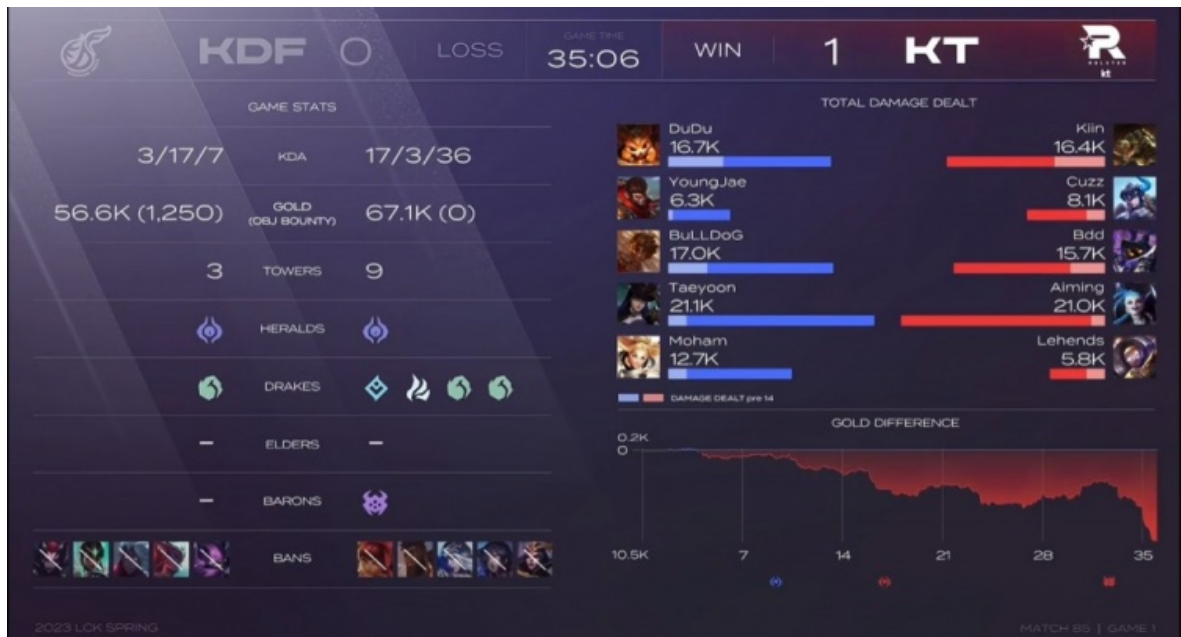 KDF 0 LOSS
GAME TIME
35:06
WIN 1 KT
R
ROLSTER
kt
GAME STATS
3/17/7 KDA 17/3/36
56.6K (1,250) GOLD (OBJ BOUNTY) 67.1K (0)
3 TOWERS 9
HERALDS
DRAKES
– ELDERS –
– BARONS
BANS
TOTAL DAMAGE DEALT
DuDu Kiin
16.7K 16.4K
YoungJae Cuzz
6.3K 8.1K
BuLLDoG Bdd
17.0K 15.7K
Taeyoon Aiming
21.1K 21.0K
Moham Lehends
12.7K 5.8K
DAMAGE DEALT pre 14
GOLD DIFFERENCE
0.2K
0
10.5K 7 14 21 28 35
2023 LCK SPRING
MATCH 85 | GAME 1